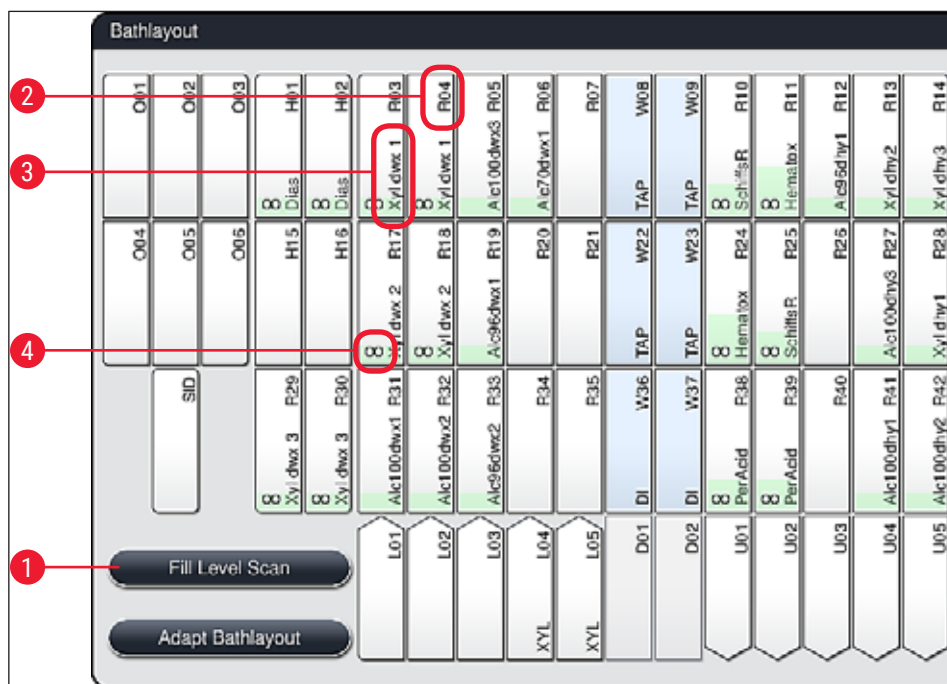 Bathlayout
O01
O02
O03
Dias H01
Dias H02
Xyl dwx 1 R03
Xyl dwx 1 R04
Alc100dwx3 R05
Alc70dwx1 R06
R07
TAP W08
TAP W09
SchiffsR R10
Hematox R11
Alc96dhy1 R12
Xyl dhy2 R13
Xyl dhy3 R14
2
3
O04
O05
O06
H15
H16
Xyl dwx 2 R17
Xyl dwx 2 R18
Alc96dwx1 R19
R20
R21
TAP W22
TAP W23
Hematox R24
SchiffsR R25
R26
Alc100dhy3 R27
Xyl dhy1 R28
4
SID
Xyl dwx 3 R29
Xyl dwx 3 R30
Alc100dwx1 R31
Alc100dwx2 R32
Alc96dwx2 R33
R34
R35
DI W36
DI W37
PerAcid R38
PerAcid R39
R40
Alc100dhy1 R41
Alc100dhy2 R42
1
Fill Level Scan
Adapt Bathlayout
L01
L02
L03
XYL L04
XYL L05
D01
D02
U01
U02
U03
U04
U05